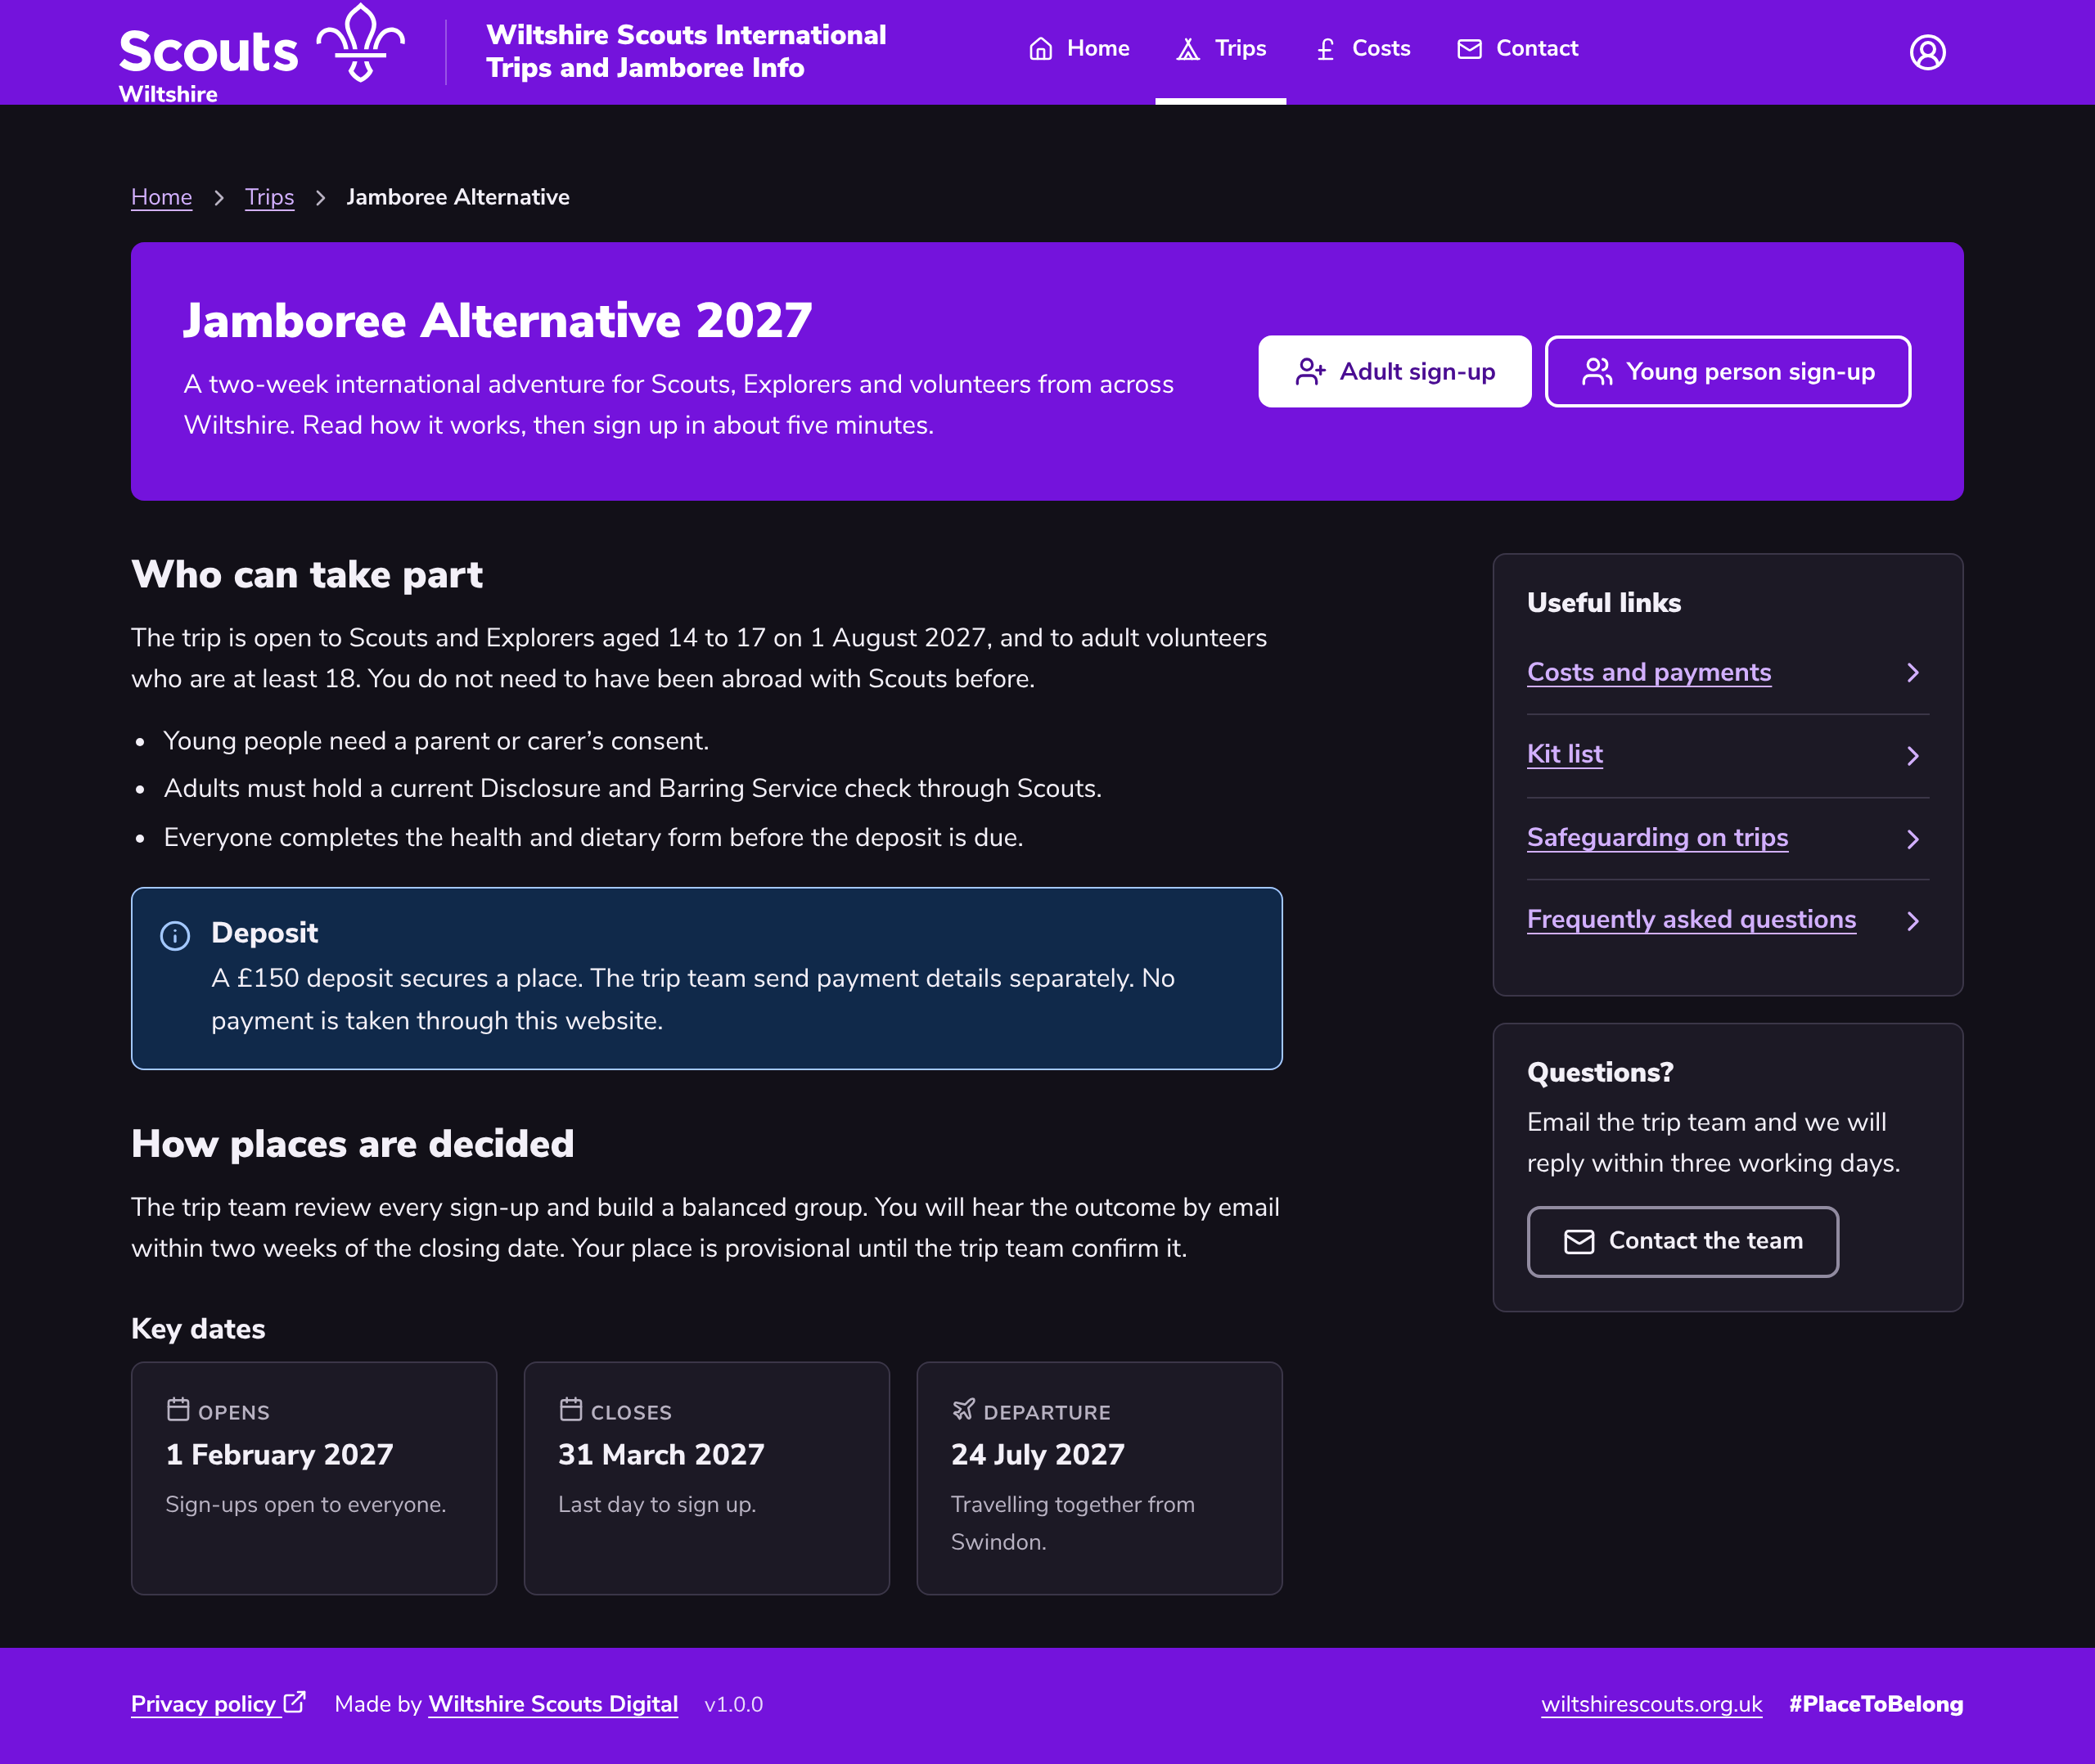 Scouts
Wiltshire
Wiltshire Scouts International
Trips and Jamboree Info
Home
Trips
Costs
Contact
Home > Trips > Jamboree Alternative
Jamboree Alternative 2027
A two-week international adventure for Scouts, Explorers and volunteers from across
Wiltshire. Read how it works, then sign up in about five minutes.
Adult sign-up
Young person sign-up
Who can take part
The trip is open to Scouts and Explorers aged 14 to 17 on 1 August 2027, and to adult volunteers
who are at least 18. You do not need to have been abroad with Scouts before.
• Young people need a parent or carer’s consent.
• Adults must hold a current Disclosure and Barring Service check through Scouts.
• Everyone completes the health and dietary form before the deposit is due.
Deposit
A £150 deposit secures a place. The trip team send payment details separately. No
payment is taken through this website.
How places are decided
The trip team review every sign-up and build a balanced group. You will hear the outcome by email
within two weeks of the closing date. Your place is provisional until the trip team confirm it.
Key dates
OPENS
1 February 2027
Sign-ups open to everyone.
CLOSES
31 March 2027
Last day to sign up.
DEPARTURE
24 July 2027
Travelling together from
Swindon.
Useful links
Costs and payments
Kit list
Safeguarding on trips
Frequently asked questions
Questions?
Email the trip team and we will
reply within three working days.
Contact the team
Privacy policy
Made by Wiltshire Scouts Digital
v1.0.0
wiltshirescouts.org.uk
#PlaceToBelong